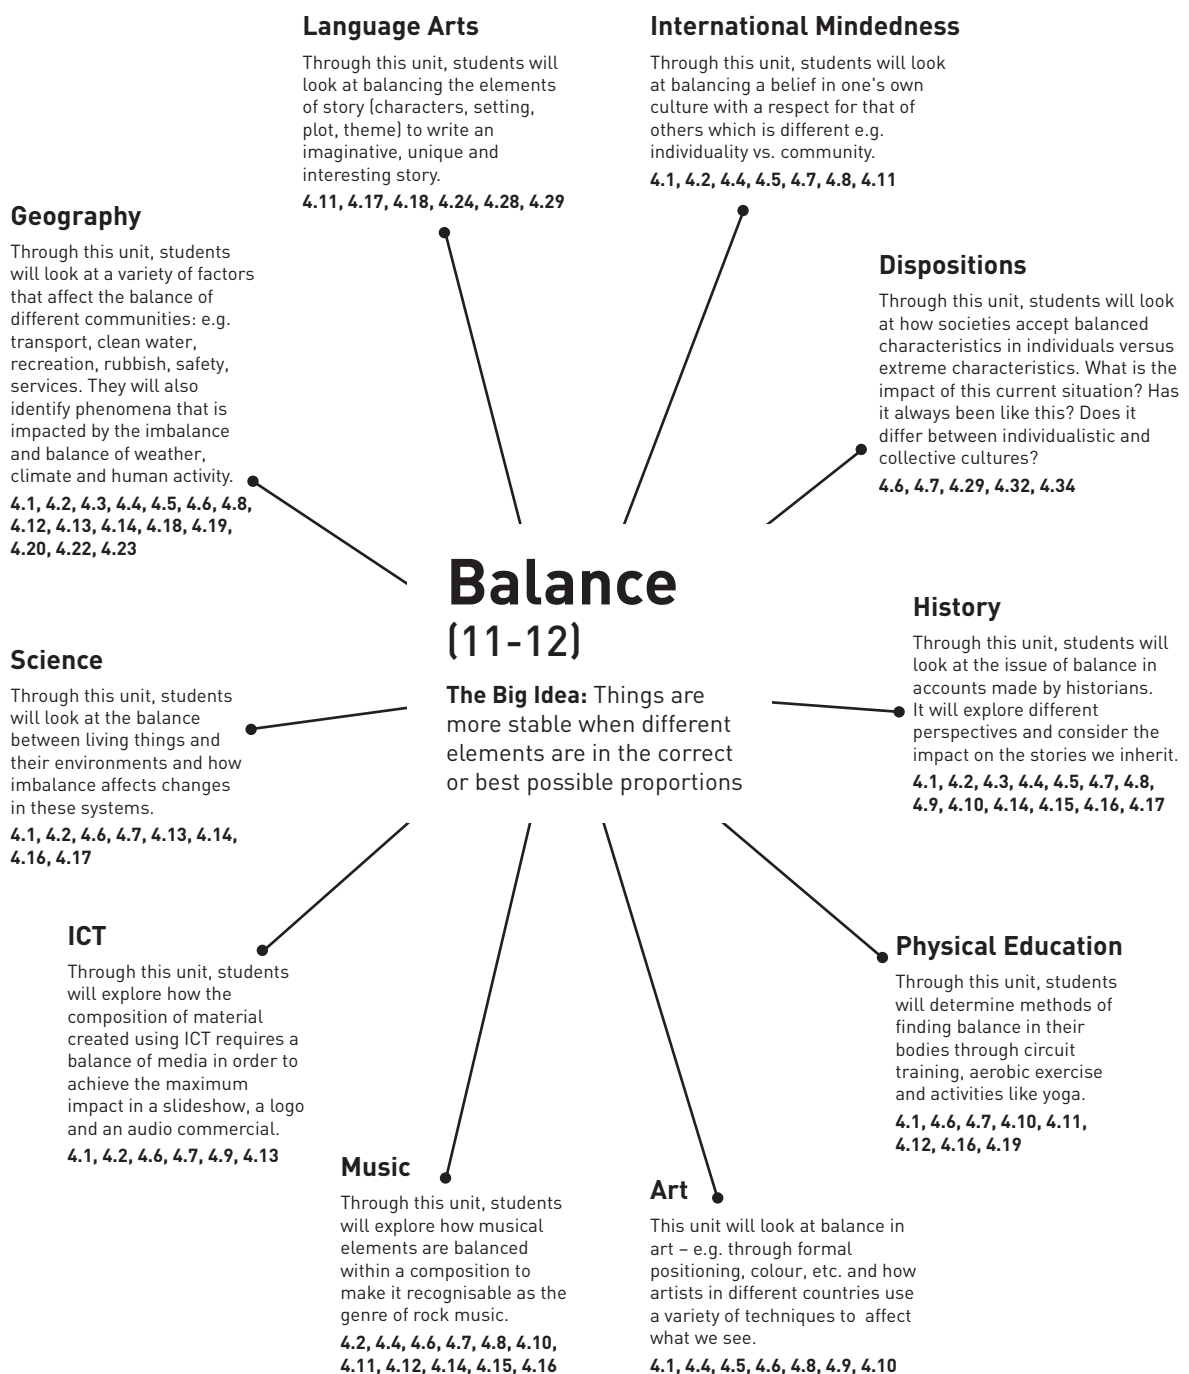 Language Arts
Through this unit, students will
look at balancing the elements
of story (characters, setting,
plot, theme) to write an
imaginative, unique and
interesting story.
4.11, 4.17, 4.18, 4.24, 4.28, 4.29
International Mindedness
Through this unit, students will look
at balancing a belief in one's own
culture with a respect for that of
others which is different e.g.
individuality vs. community.
4.1, 4.2, 4.4, 4.5, 4.7, 4.8, 4.11
Geography
Through this unit, students
will look at a variety of factors
that affect the balance of
different communities: e.g.
transport, clean water,
recreation, rubbish, safety,
services. They will also
identify phenomena that is
impacted by the imbalance
and balance of weather,
climate and human activity.
4.1, 4.2, 4.3, 4.4, 4.5, 4.6, 4.8,
4.12, 4.13, 4.14, 4.18, 4.19,
4.20, 4.22, 4.23
Dispositions
Through this unit, students will look
at how societies accept balanced
characteristics in individuals versus
extreme characteristics. What is the
impact of this current situation? Has
it always been like this? Does it
differ between individualistic and
collective cultures?
4.6, 4.7, 4.29, 4.32, 4.34
Balance
(11-12)
The Big Idea: Things are
more stable when different
elements are in the correct
or best possible proportions
History
Through this unit, students will
look at the issue of balance in
accounts made by historians.
It will explore different
perspectives and consider the
impact on the stories we inherit.
4.1, 4.2, 4.3, 4.4, 4.5, 4.7, 4.8,
4.9, 4.10, 4.14, 4.15, 4.16, 4.17
Science
Through this unit, students
will look at the balance
between living things and
their environments and how
imbalance affects changes
in these systems.
4.1, 4.2, 4.6, 4.7, 4.13, 4.14,
4.16, 4.17
ICT
Through this unit, students
will explore how the
composition of material
created using ICT requires a
balance of media in order to
achieve the maximum
impact in a slideshow, a logo
and an audio commercial.
4.1, 4.2, 4.6, 4.7, 4.9, 4.13
Physical Education
Through this unit, students
will determine methods of
finding balance in their
bodies through circuit
training, aerobic exercise
and activities like yoga.
4.1, 4.6, 4.7, 4.10, 4.11,
4.12, 4.16, 4.19
Music
Through this unit, students
will explore how musical
elements are balanced
within a composition to
make it recognisable as the
genre of rock music.
4.2, 4.4, 4.6, 4.7, 4.8, 4.10,
4.11, 4.12, 4.14, 4.15, 4.16
Art
This unit will look at balance in
art – e.g. through formal
positioning, colour, etc. and how
artists in different countries use
a variety of techniques to affect
what we see.
4.1, 4.4, 4.5, 4.6, 4.8, 4.9, 4.10